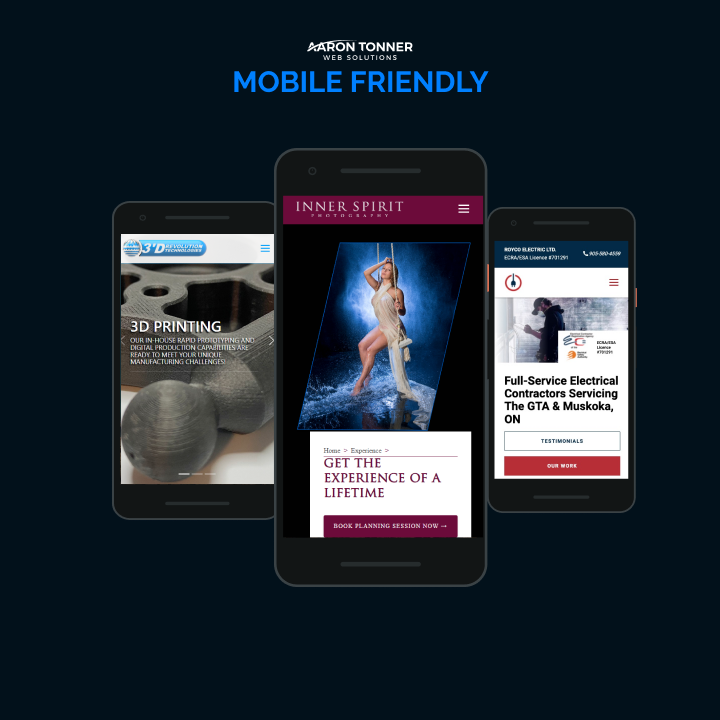 AARON TONNER
WEB SOLUTIONS
MOBILE FRIENDLY
3'D REVOLUTION
TECHNOLOGIES
3D PRINTING
OUR IN-HOUSE RAPID PROTOTYPING AND
DIGITAL PRODUCTION CAPABILITIES ARE
READY TO MEET YOUR UNIQUE
MANUFACTURING CHALLENGES!
INNER SPIRIT
PHOTOGRAPHY
Home > Experience >
GET THE
EXPERIENCE OF A
LIFETIME
BOOK PLANNING SESSION NOW →
ROYCO ELECTRIC LTD.
ECRA/ESA Licence #701291
905-580-4559
ECRA/ESA
Licence
#701291
Full-Service Electrical
Contractors Servicing
The GTA & Muskoka,
ON
TESTIMONIALS
OUR WORK